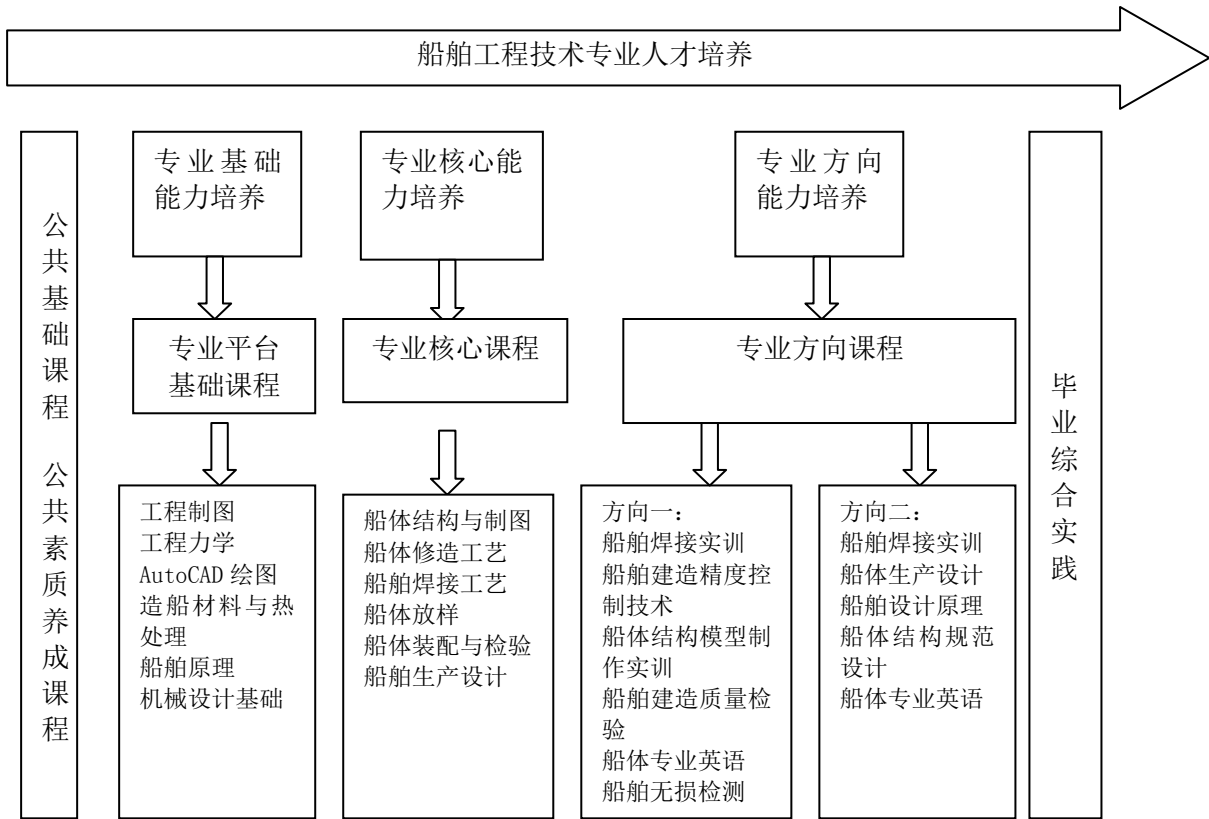 船舶工程技术专业人才培养
公共基础课程 公共素质养成课程
专业基础
能力培养
专业平台
基础课程
工程制图
工程力学
AutoCAD 绘图
造船材料与热
处理
船舶原理
机械设计基础
专业核心能
力培养
专业核心课程
船体结构与制图
船体修造工艺
船舶焊接工艺
船体放样
船体装配与检验
船舶生产设计
专业方向
能力培养
专业方向课程
方向一：
船舶焊接实训
船舶建造精度控
制技术
船体结构模型制
作实训
船舶建造质量检
验
船体专业英语
船舶无损检测
方向二：
船舶焊接实训
船体生产设计
船舶设计原理
船体结构规范
设计
船体专业英语
毕业综合实践